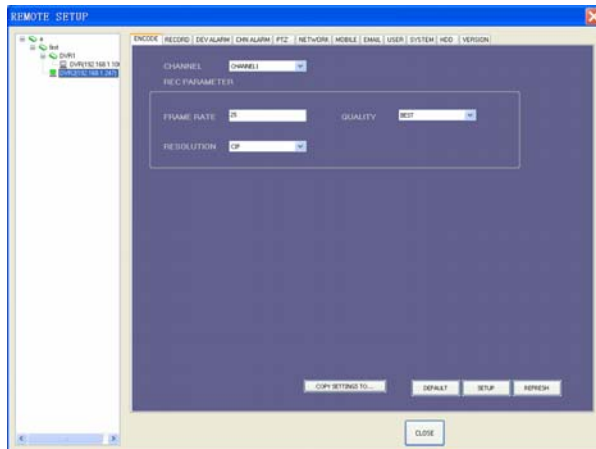 REMOTE SETUP
a
test
DVR1
DVR(192.168.1.10
DVR2(192.168.1.247)
ENCODE RECORD DEV ALARM CHN ALARM PTZ NETWORK MOBILE EMAIL USER SYSTEM HDD VERSION
CHANNEL CHANNEL1
REC PARAMETER
FRAME RATE 25 QUALITY BEST
RESOLUTION CIF
COPY SETTINGS TO... DEFAULT SETUP REFRESH
CLOSE